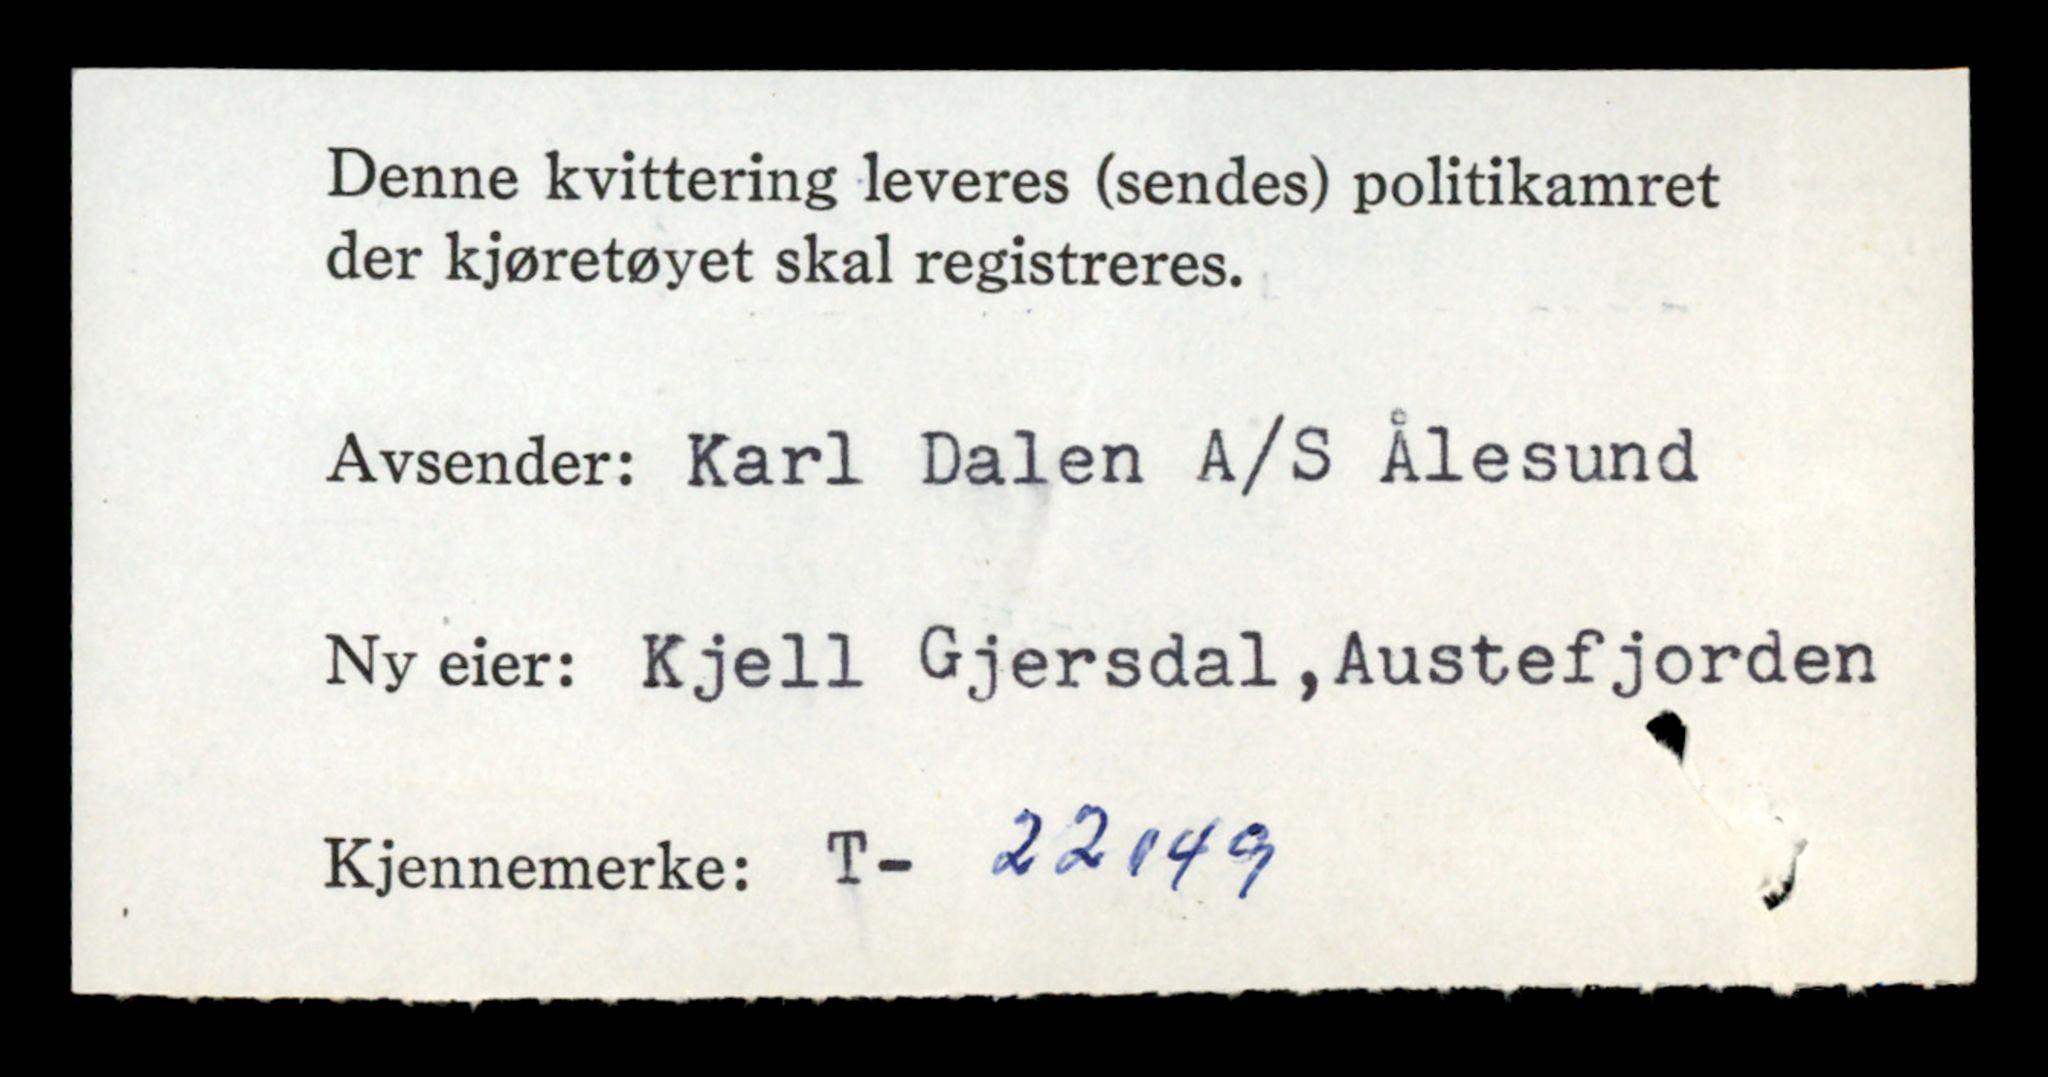 Denne kvittering leveres (sendes) politikamret
der kjøretøyet skal registreres.
Avsender: Karl Dalen A/S Ålesund
Ny eier: Kjell Gjersdal,Austefjorden
Kjennemerke: T- 22149